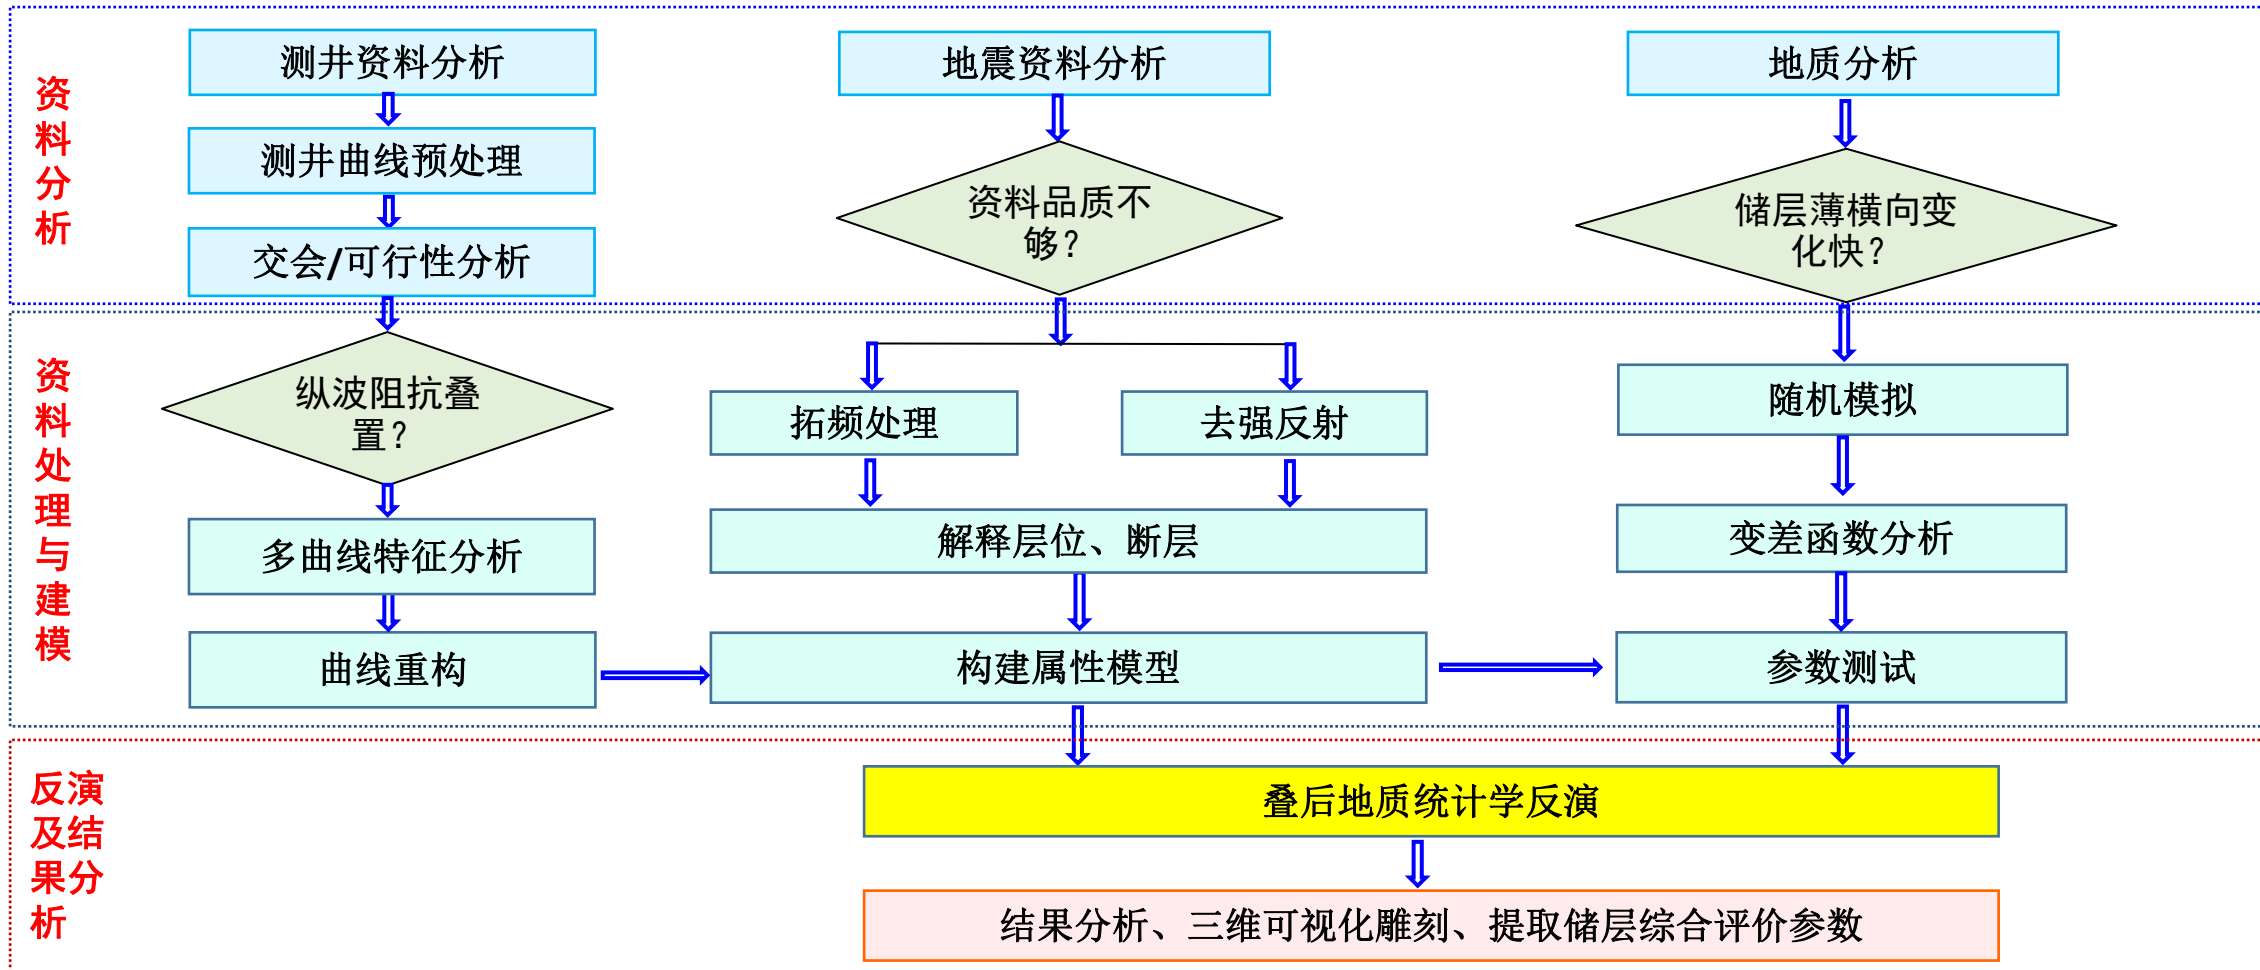 资
料
分
析
测井资料分析
测井曲线预处理
交会/可行性分析
地震资料分析
资料品质不
够?
地质分析
储层薄横向变
化快?
资
料
处
理
与
建
模
纵波阻抗叠
置?
多曲线特征分析
曲线重构
拓频处理
去强反射
解释层位、断层
构建属性模型
随机模拟
变差函数分析
参数测试
反演
及结
果分
析
叠后地质统计学反演
结果分析、三维可视化雕刻、提取储层综合评价参数